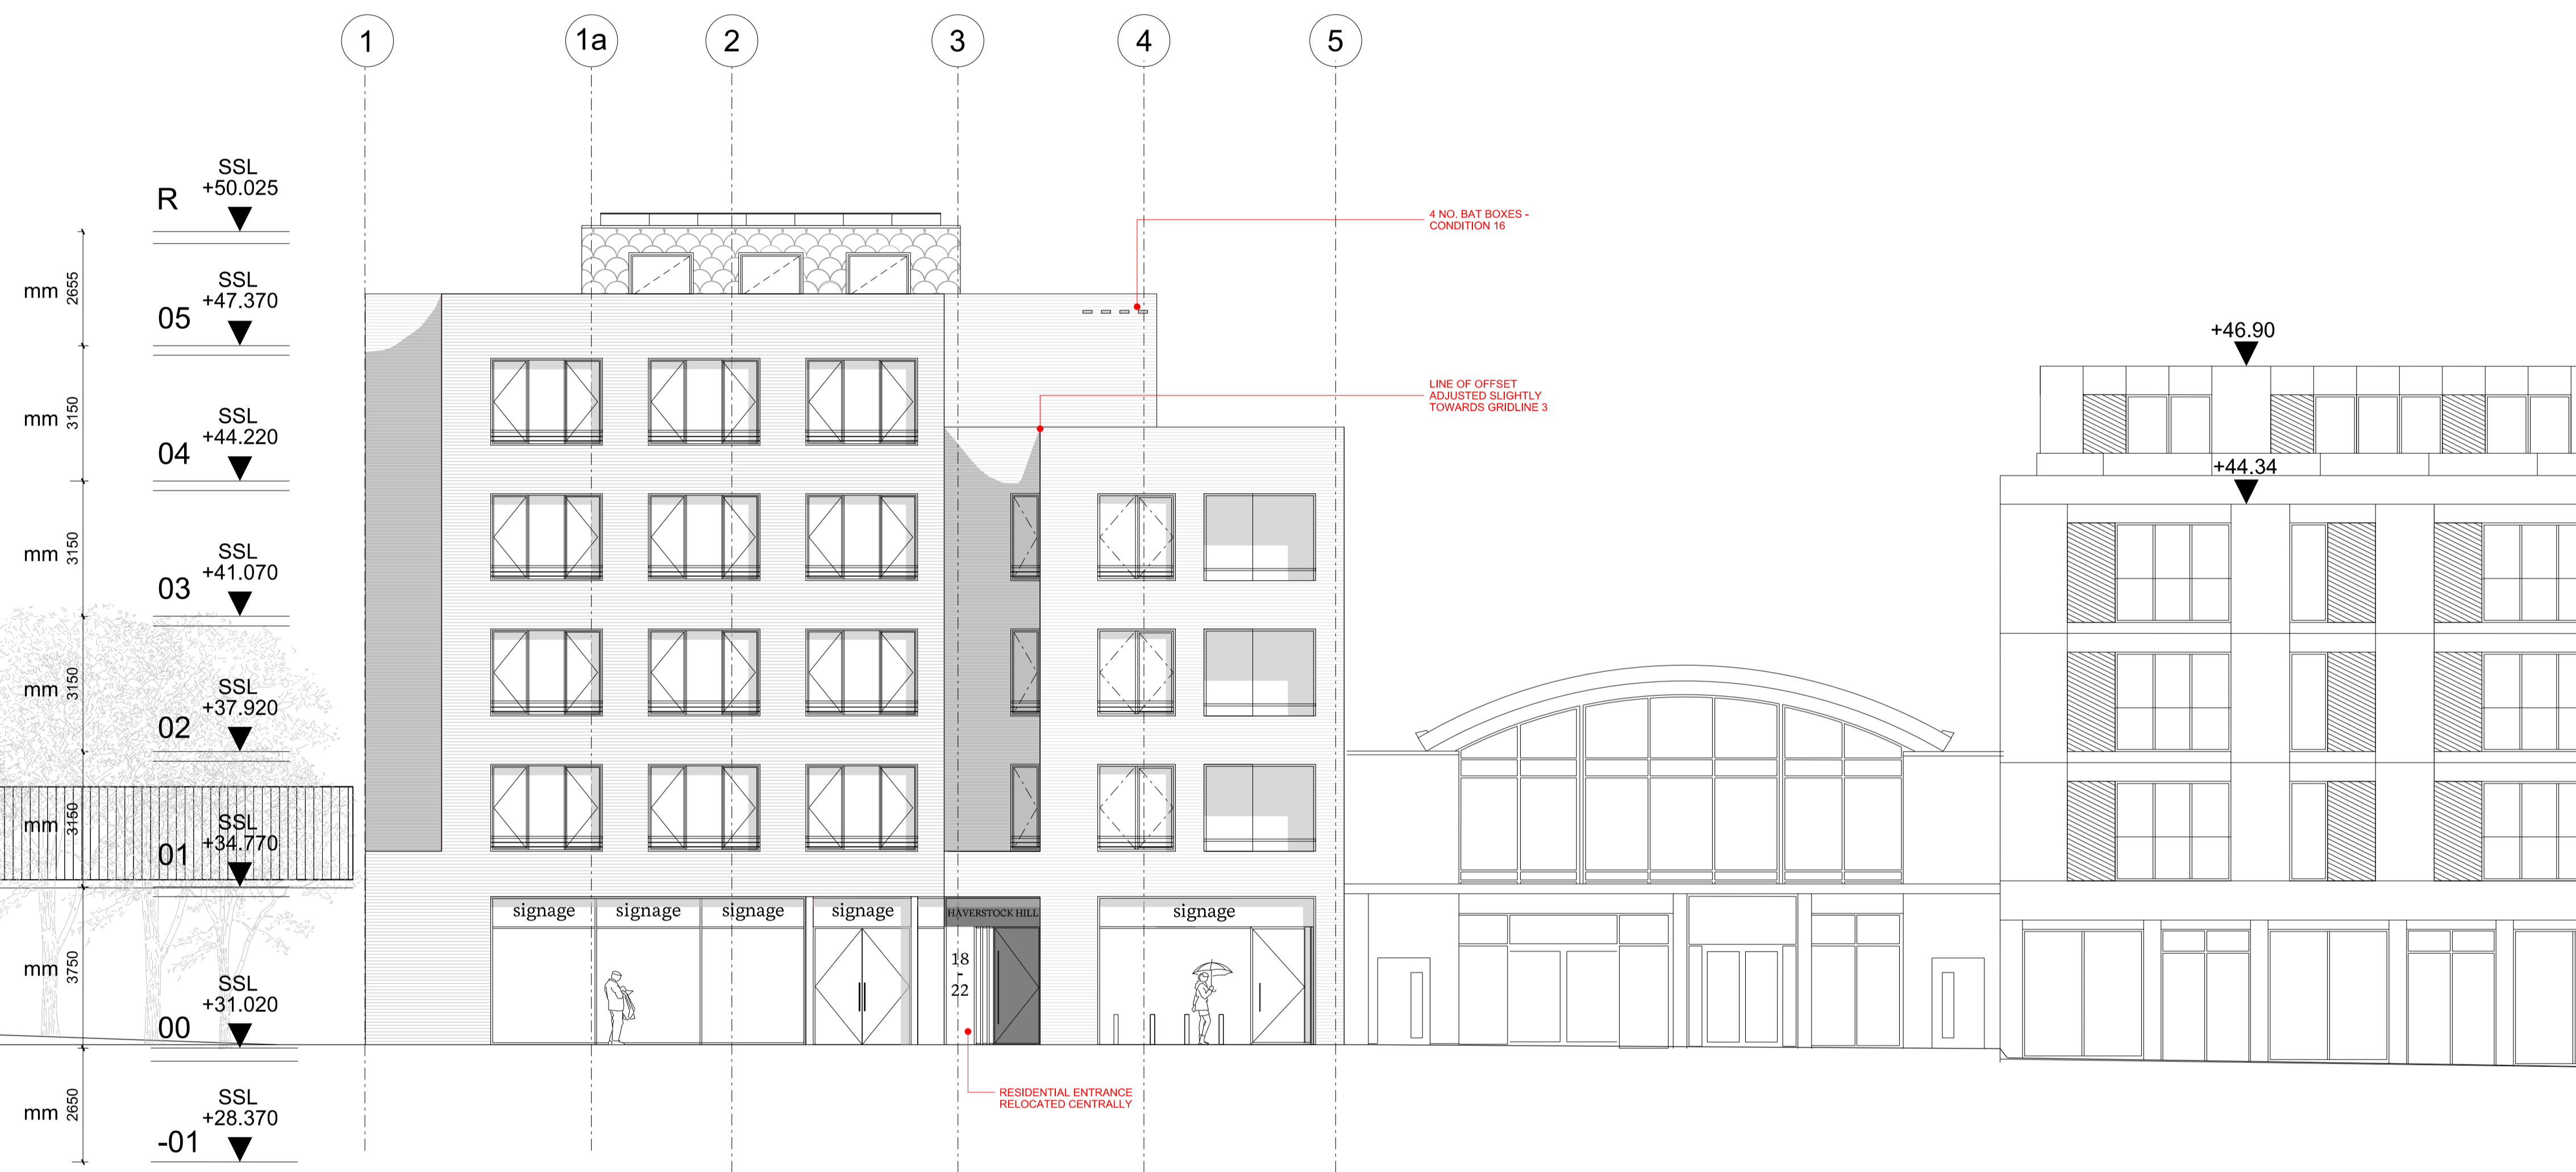 1
1a
2
3
4
5
R
SSL
+50.025
mm
2655
05
SSL
+47.370
mm
3150
04
SSL
+44.220
mm
3150
03
SSL
+41.070
mm
3150
02
SSL
+37.920
mm
3150
01
SSL
+34.770
mm
3750
00
SSL
+31.020
mm
2650
-01
SSL
+28.370
4 NO. BAT BOXES -
CONDITION 16
LINE OF OFFSET
ADJUSTED SLIGHTLY
TOWARDS GRIDLINE 3
+46.90
+44.34
signage
signage
signage
signage
HAVERSTOCK HILL
signage
18
-
22
RESIDENTIAL ENTRANCE
RELOCATED CENTRALLY